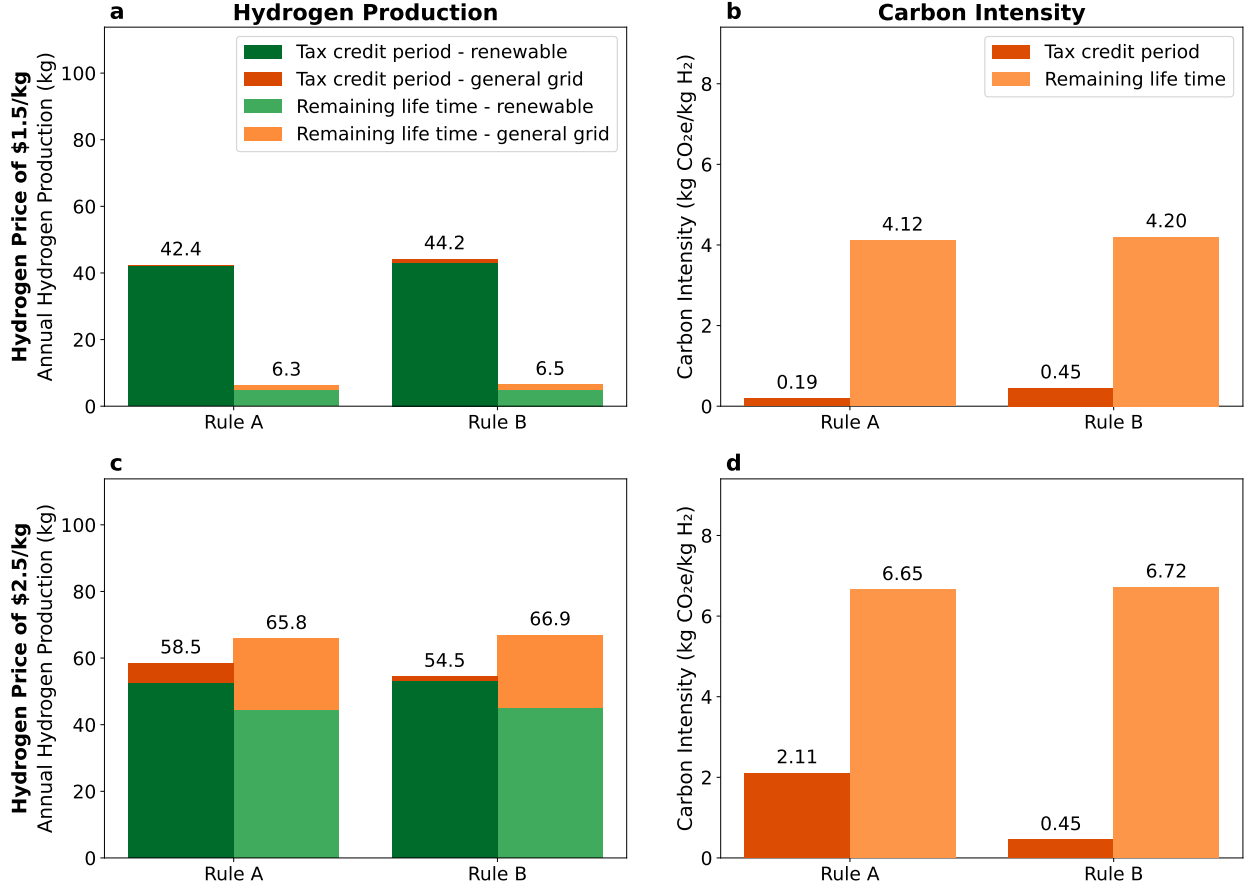 a
Hydrogen Production
Hydrogen Price of $1.5/kg
Annual Hydrogen Production (kg)
100
80
60
40
20
0
Tax credit period - renewable
Tax credit period - general grid
Remaining life time - renewable
Remaining life time - general grid
42.4
6.3
44.2
6.5
Rule A
Rule B
b
Carbon Intensity
Carbon Intensity (kg CO₂e/kg H₂)
8
6
4
2
0
Tax credit period
Remaining life time
0.19
4.12
0.45
4.20
Rule A
Rule B
c
Hydrogen Price of $2.5/kg
Annual Hydrogen Production (kg)
100
80
60
40
20
0
58.5
65.8
54.5
66.9
Rule A
Rule B
d
Carbon Intensity (kg CO₂e/kg H₂)
8
6
4
2
0
2.11
6.65
0.45
6.72
Rule A
Rule B